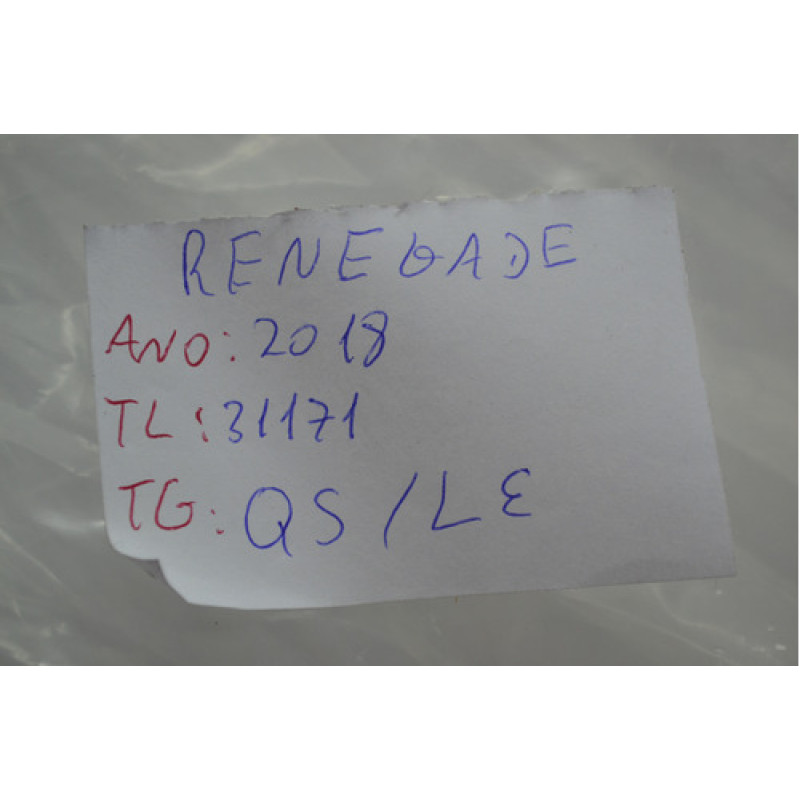 RENEGADE
ANO: 2018
TL: 31171
TG: QS/LE